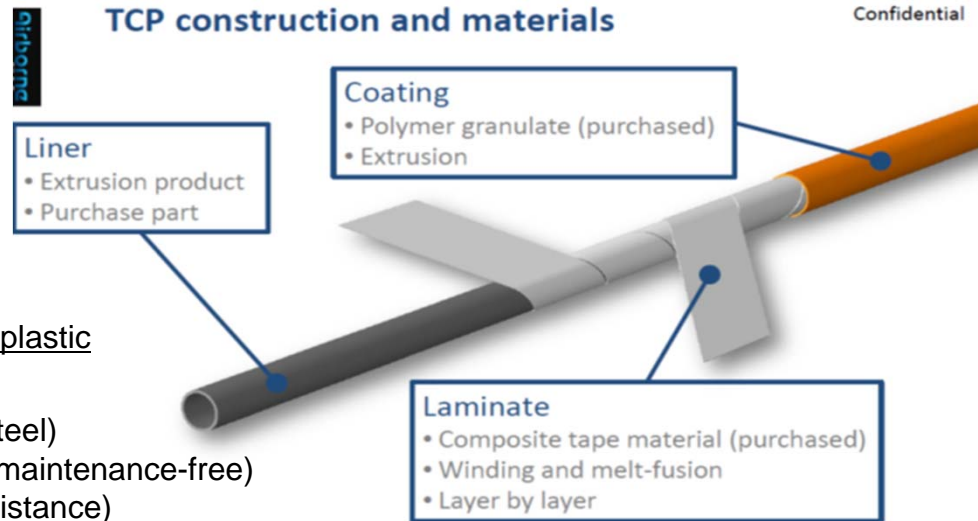 airborne
TCP construction and materials
Confidential
Coating
• Polymer granulate (purchased)
• Extrusion
Liner
• Extrusion product
• Purchase part
plastic
teel)
maintenance-free)
istance)
Laminate
• Composite tape material (purchased)
• Winding and melt-fusion
• Layer by layer